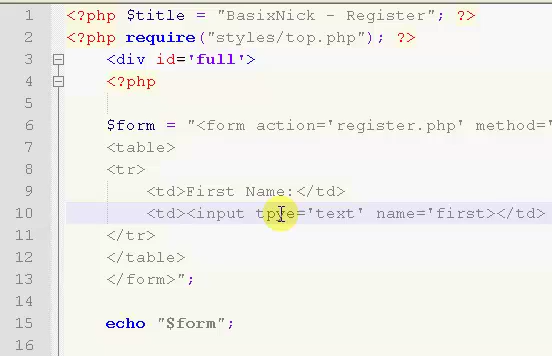 1 <?php $title = "BasixNick - Register"; ?>
2 <?php require("styles/top.php"); ?>
3 <div id='full'>
4 <?php
5
6 $form = "<form action='register.php' method='
7 <table>
8 <tr>
9 <td>First Name:</td>
10 <td><input tpye='text' name='first></td>
11 </tr>
12 </table>
13 </form>";
14
15 echo "$form";
16